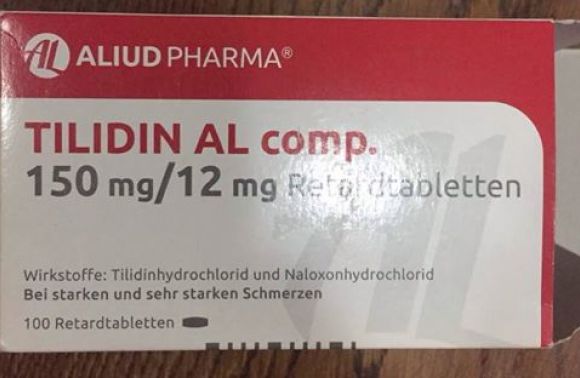 AL ALIUD PHARMA®
TILIDIN AL comp.
150 mg/12 mg Retardtabletten
Wirkstoffe: Tilidinhydrochlorid und Naloxonhydrochlorid
Bei starken und sehr starken Schmerzen
100 Retardtabletten